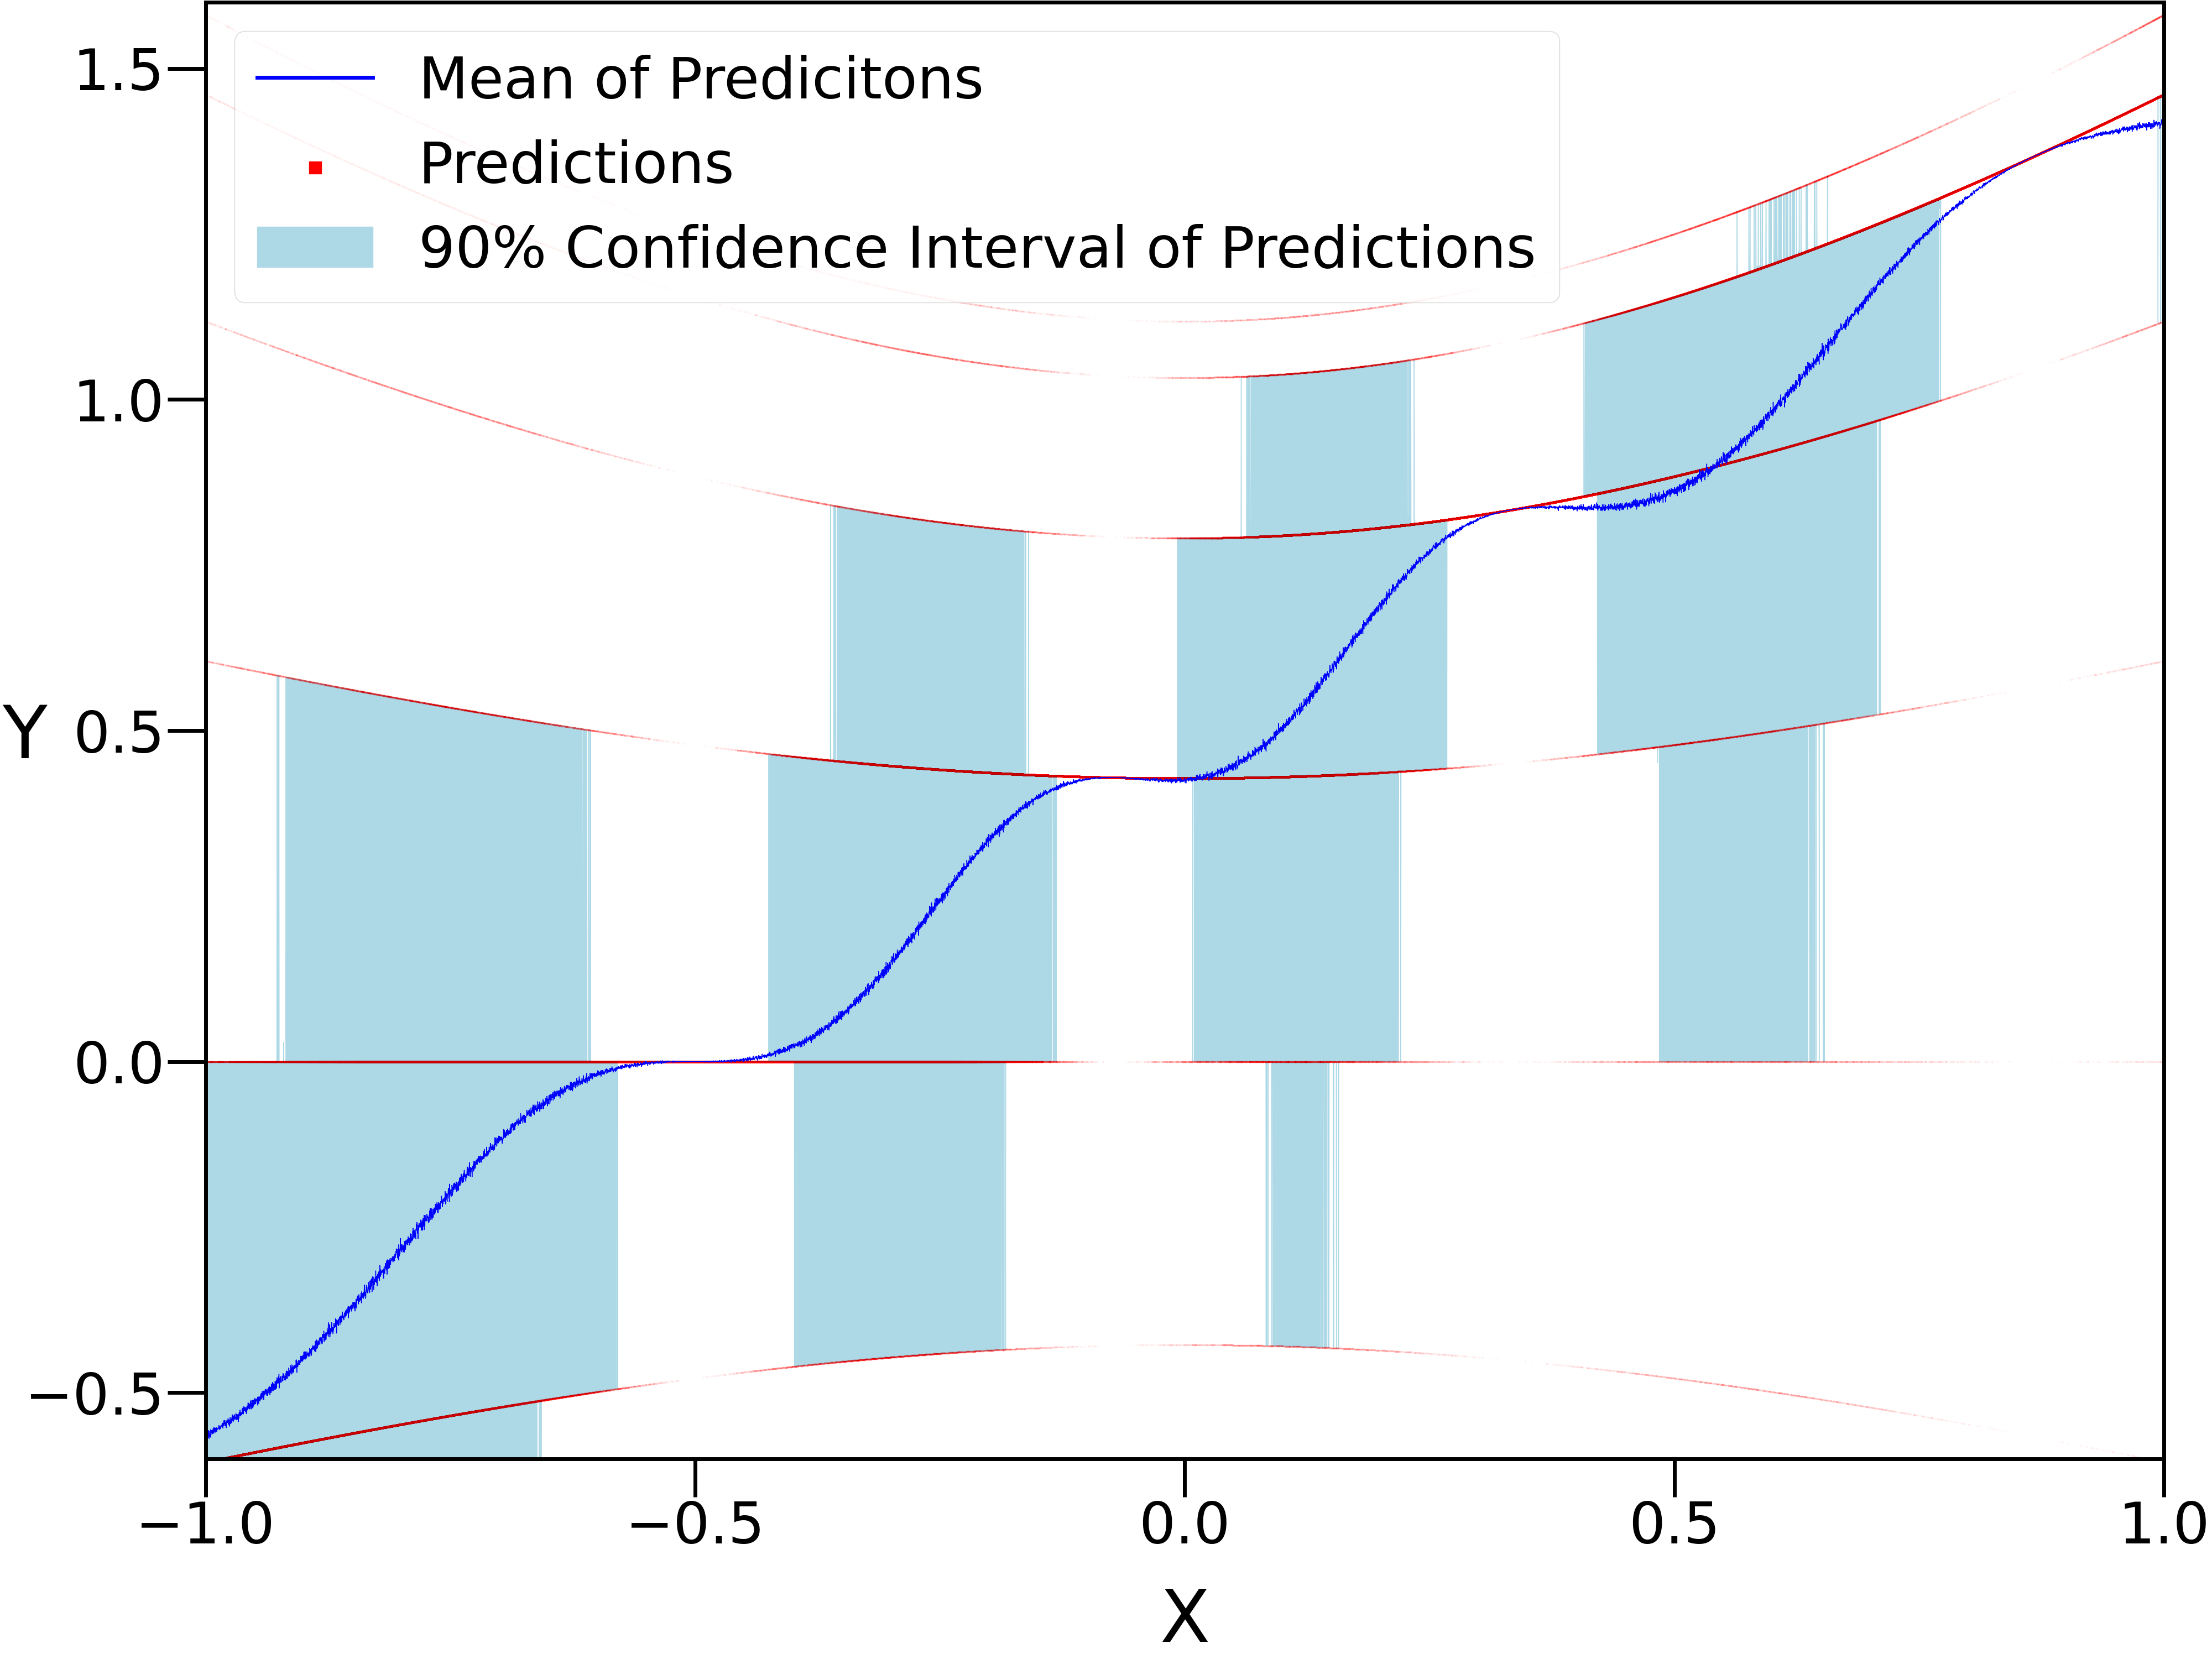 Mean of Predicitons
Predictions
90% Confidence Interval of Predictions
1.5
1.0
Y
0.5
0.0
−0.5
−1.0 −0.5 0.0 0.5 1.0
X